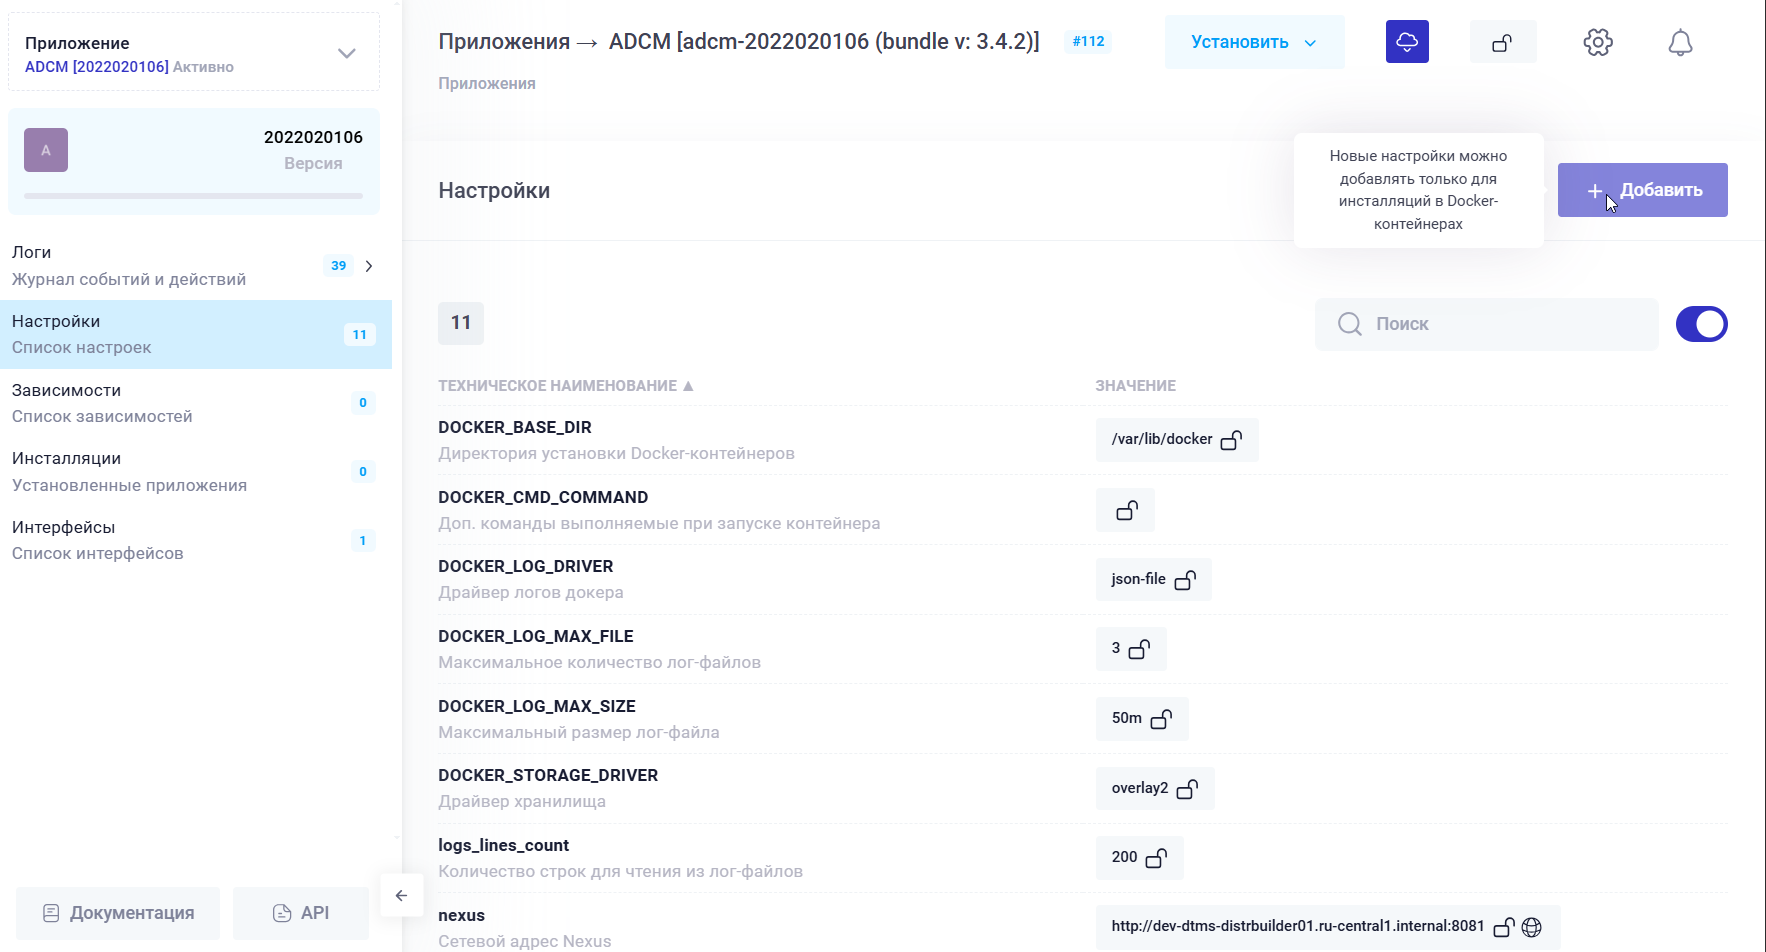 Приложение
ADCM [2022020106] Активно
A
2022020106
Версия
Логи
Журнал событий и действий
39
Настройки
Список настроек
11
Зависимости
Список зависимостей
0
Инсталляции
Установленные приложения
0
Интерфейсы
Список интерфейсов
1
Документация
API
Приложения → ADCM [adcm-2022020106 (bundle v: 3.4.2)]
#112
Установить
Приложения
Настройки
Новые настройки можно
добавлять только для
инсталляций в Docker-
контейнерах
+ Добавить
11
Поиск
ТЕХНИЧЕСКОЕ НАИМЕНОВАНИЕ ▲
ЗНАЧЕНИЕ
DOCKER_BASE_DIR
Директория установки Docker-контейнеров
/var/lib/docker
DOCKER_CMD_COMMAND
Доп. команды выполняемые при запуске контейнера
DOCKER_LOG_DRIVER
Драйвер логов докера
json-file
DOCKER_LOG_MAX_FILE
Максимальное количество лог-файлов
3
DOCKER_LOG_MAX_SIZE
Максимальный размер лог-файла
50m
DOCKER_STORAGE_DRIVER
Драйвер хранилища
overlay2
logs_lines_count
Количество строк для чтения из лог-файлов
200
nexus
Сетевой адрес Nexus
http://dev-dtms-distrbuilder01.ru-central1.internal:8081